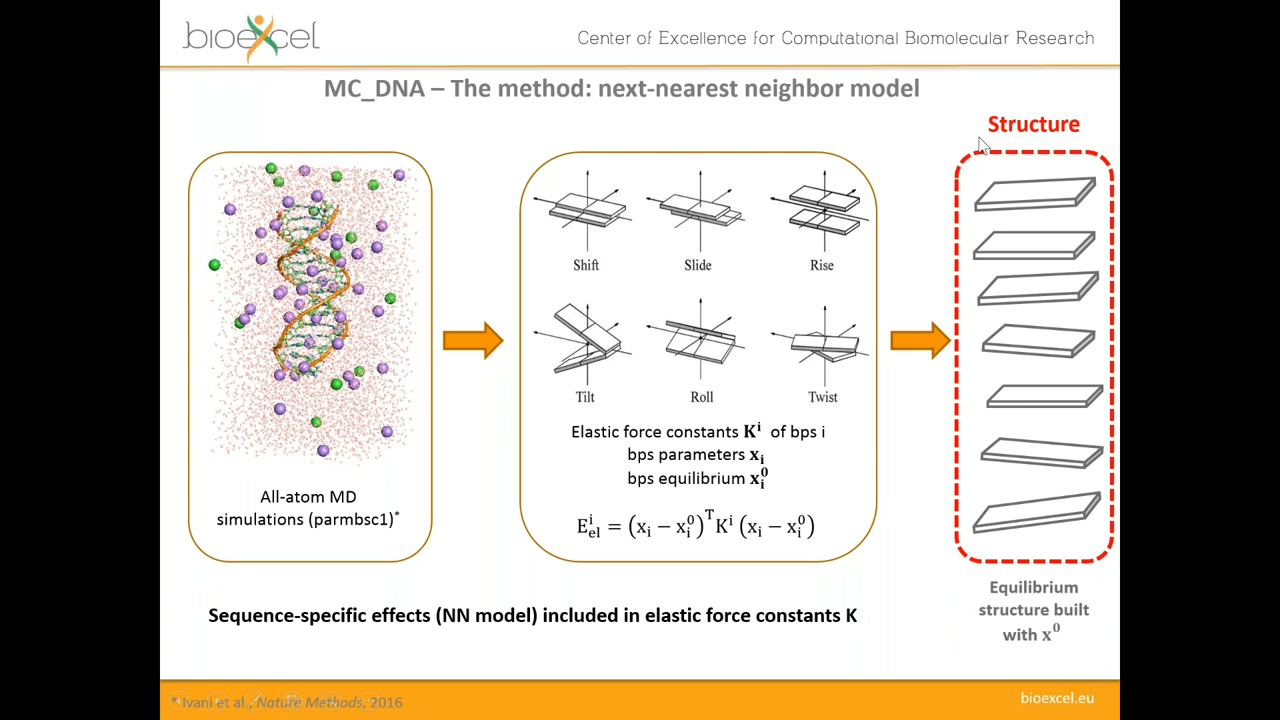 bioexcel
Center of Excellence for Computational Biomolecular Research
MC_DNA – The method: next-nearest neighbor model
Structure
Shift
Slide
Rise
Tilt
Roll
Twist
Elastic force constants Kⁱ of bps i
bps parameters xᵢ
bps equilibrium xᵢ⁰
Eⁱₑₗ = (xᵢ − xᵢ⁰)ᵀ Kⁱ (xᵢ − xᵢ⁰)
All-atom MD
simulations (parmbsc1)*
Equilibrium
structure built
with x⁰
Sequence-specific effects (NN model) included in elastic force constants K
* Ivani et al., Nature Methods, 2016
bioexcel.eu